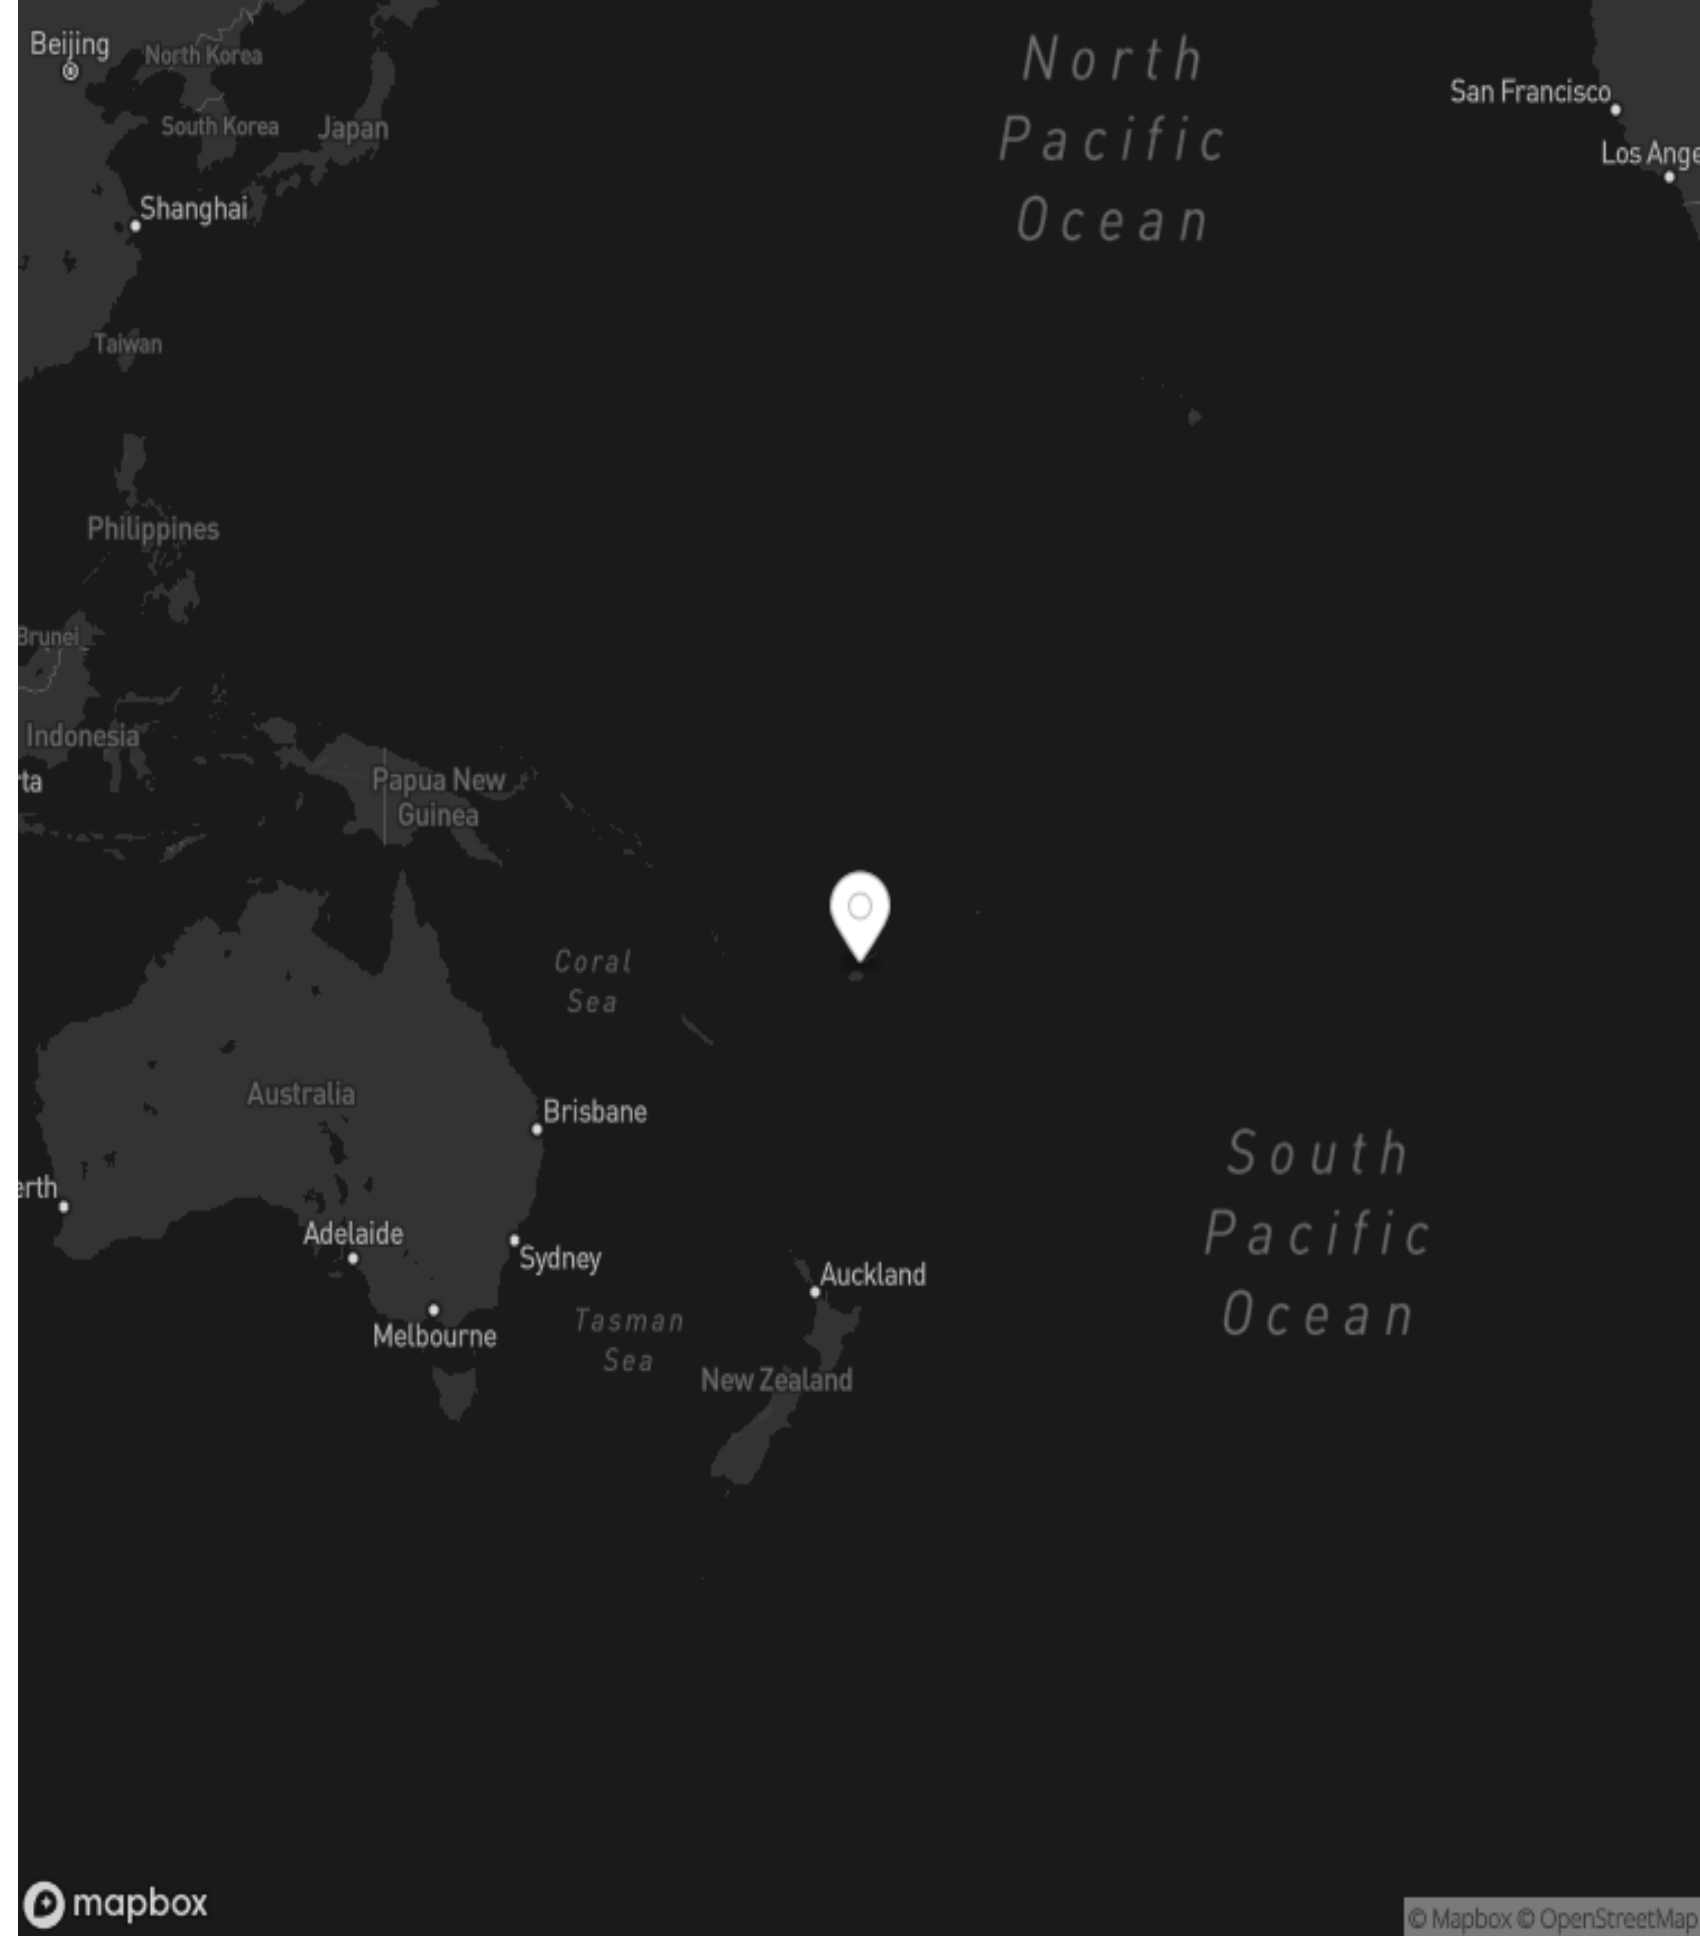 Beijing
North Korea
South Korea
Japan
Shanghai
Taiwan
North
Pacific
Ocean
San Francisco
Los Ange
Philippines
Brunei
Indonesia
rta
Papua New
Guinea
Coral
Sea
Australia
Brisbane
erth
Adelaide
Sydney
Melbourne
Tasman
Sea
Auckland
New Zealand
South
Pacific
Ocean
mapbox
© Mapbox © OpenStreetMap